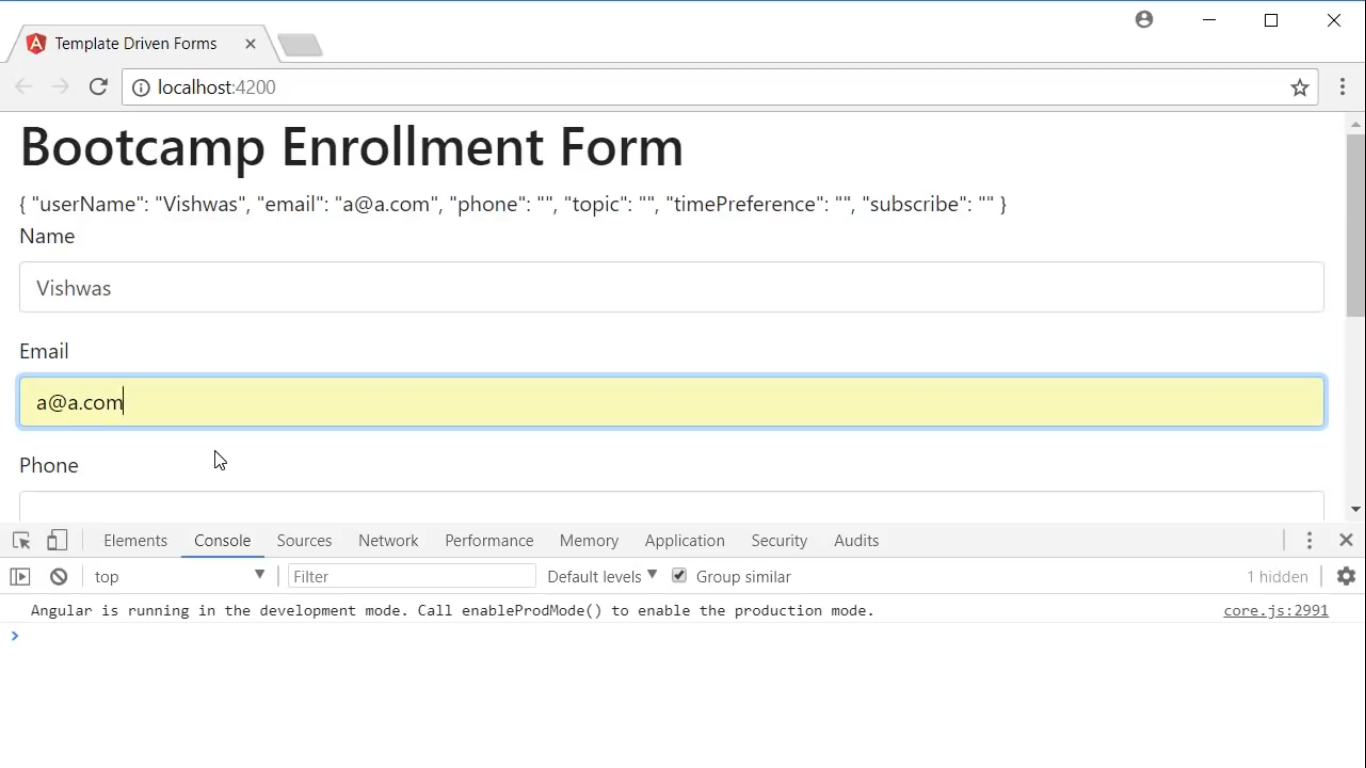 Template Driven Forms
localhost:4200
Bootcamp Enrollment Form
{ "userName": "Vishwas", "email": "a@a.com", "phone": "", "topic": "", "timePreference": "", "subscribe": "" }
Name
Vishwas
Email
a@a.com
Phone
Elements Console Sources Network Performance Memory Application Security Audits
top Filter Default levels Group similar 1 hidden
Angular is running in the development mode. Call enableProdMode() to enable the production mode. core.js:2991